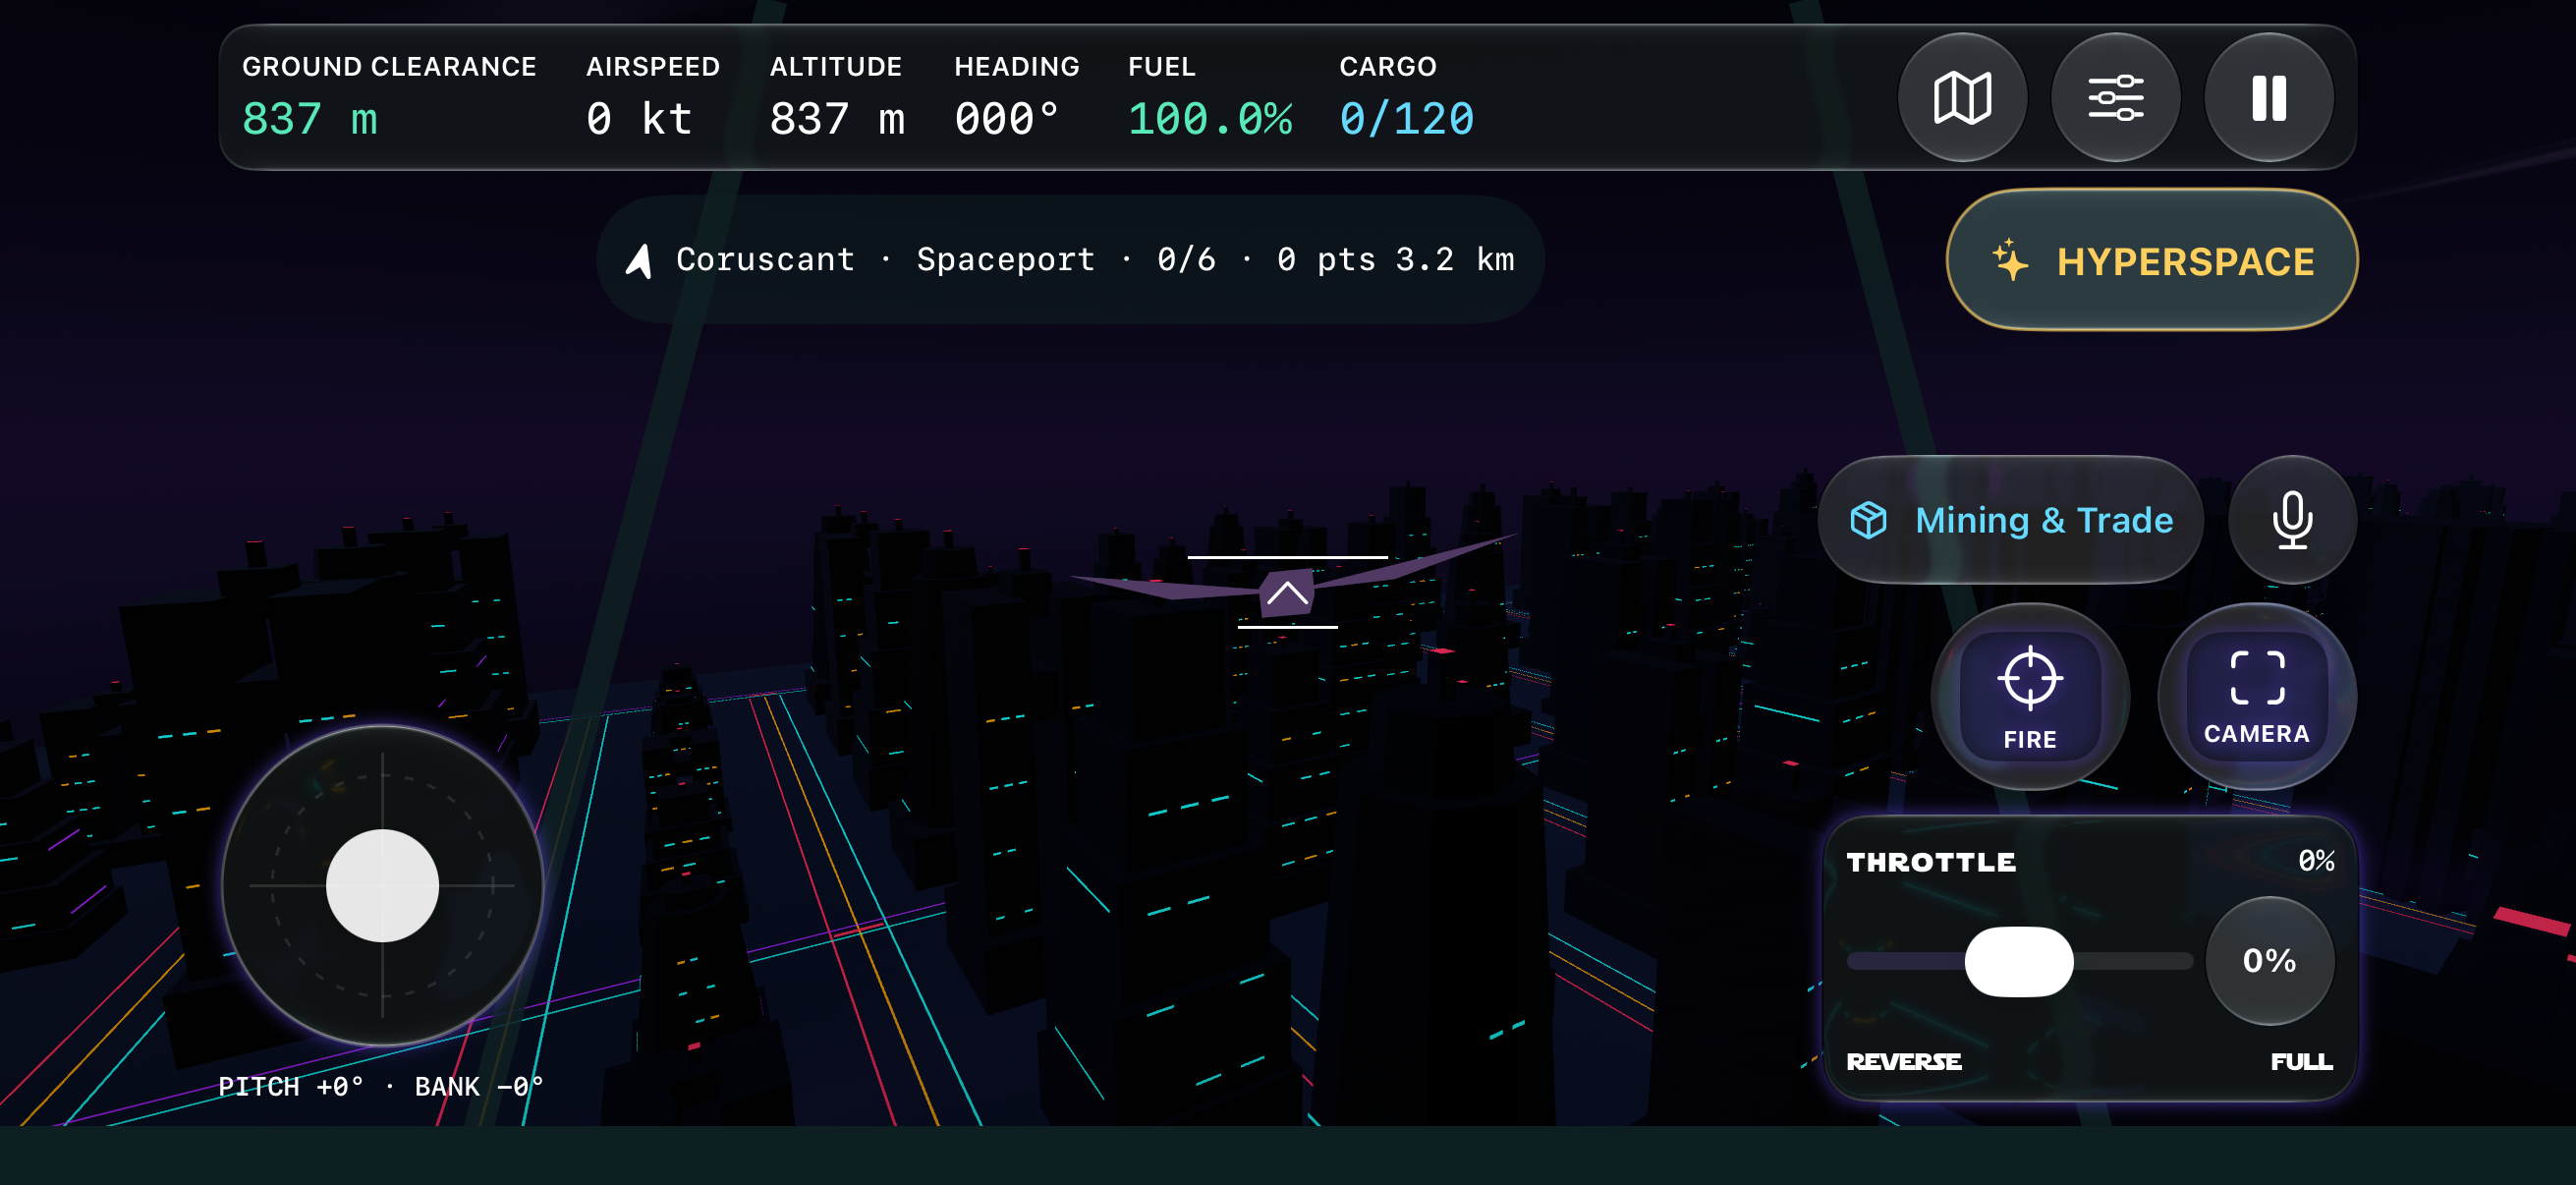 GROUND CLEARANCE AIRSPEED ALTITUDE HEADING FUEL CARGO
837 m 0 kt 837 m 000° 100.0% 0/120
Coruscant · Spaceport · 0/6 · 0 pts 3.2 km
HYPERSPACE
Mining & Trade
FIRE CAMERA
THROTTLE 0%
0%
REVERSE FULL
PITCH +0° · BANK −0°